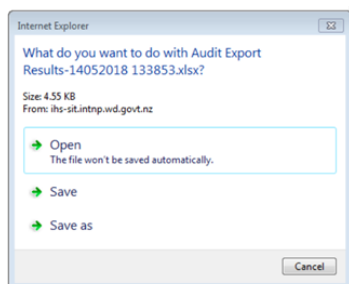 Internet Explorer
What do you want to do with Audit Export
Results-14052018 133853.xlsx?
Size: 4.55 KB
From: ihs-sit.intnp.wd.govt.nz
Open
The file won't be saved automatically.
Save
Save as
Cancel